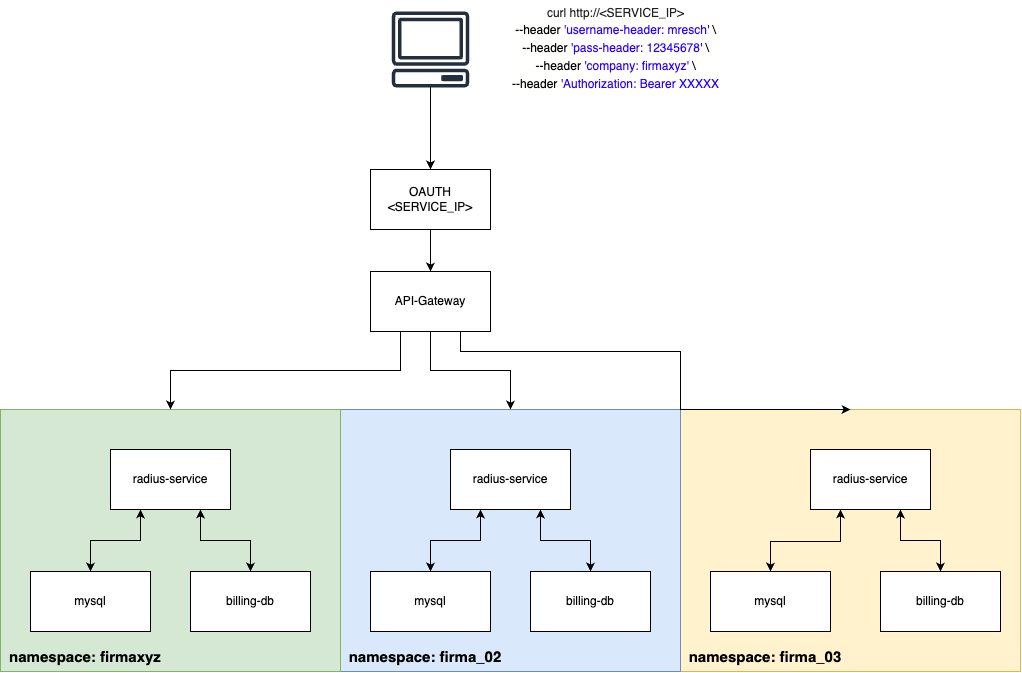 curl http://<SERVICE_IP>
--header 'username-header: mresch' \
--header 'pass-header: 12345678' \
--header 'company: firmaxyz' \
--header 'Authorization: Bearer XXXXX
OAUTH
<SERVICE_IP>
API-Gateway
radius-service
radius-service
radius-service
mysql
billing-db
mysql
billing-db
mysql
billing-db
namespace: firmaxyz
namespace: firma_02
namespace: firma_03